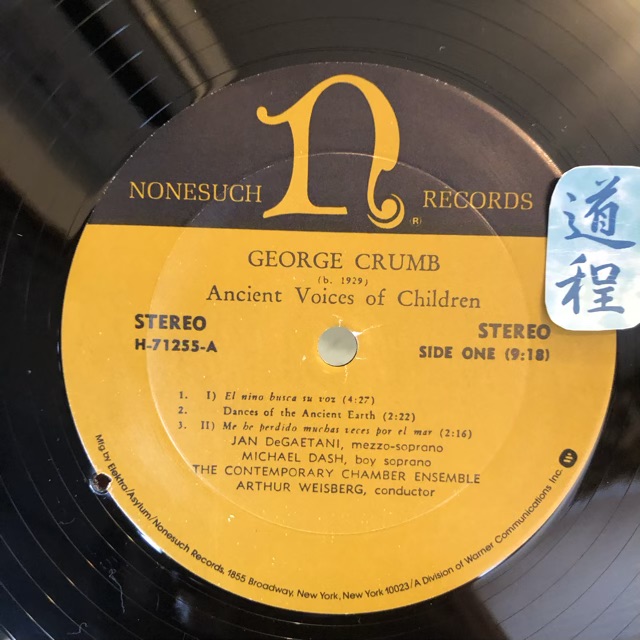 n
NONESUCH RECORDS
(R)
GEORGE CRUMB
(b. 1929)
Ancient Voices of Children
STEREO
H-71255-A
STEREO
SIDE ONE (9:18)
1. I) El nino busca su voz (4:27)
2. Dances of the Ancient Earth (2:22)
3. II) Me he perdido muchas veces por el mar (2:16)
JAN DeGAETANI, mezzo-soprano
MICHAEL DASH, boy soprano
THE CONTEMPORARY CHAMBER ENSEMBLE
ARTHUR WEISBERG, conductor
Mfg by Elektra/Asylum/Nonesuch Records, 1855 Broadway, New York, New York 10023/A Division of Warner Communications Inc.
道程